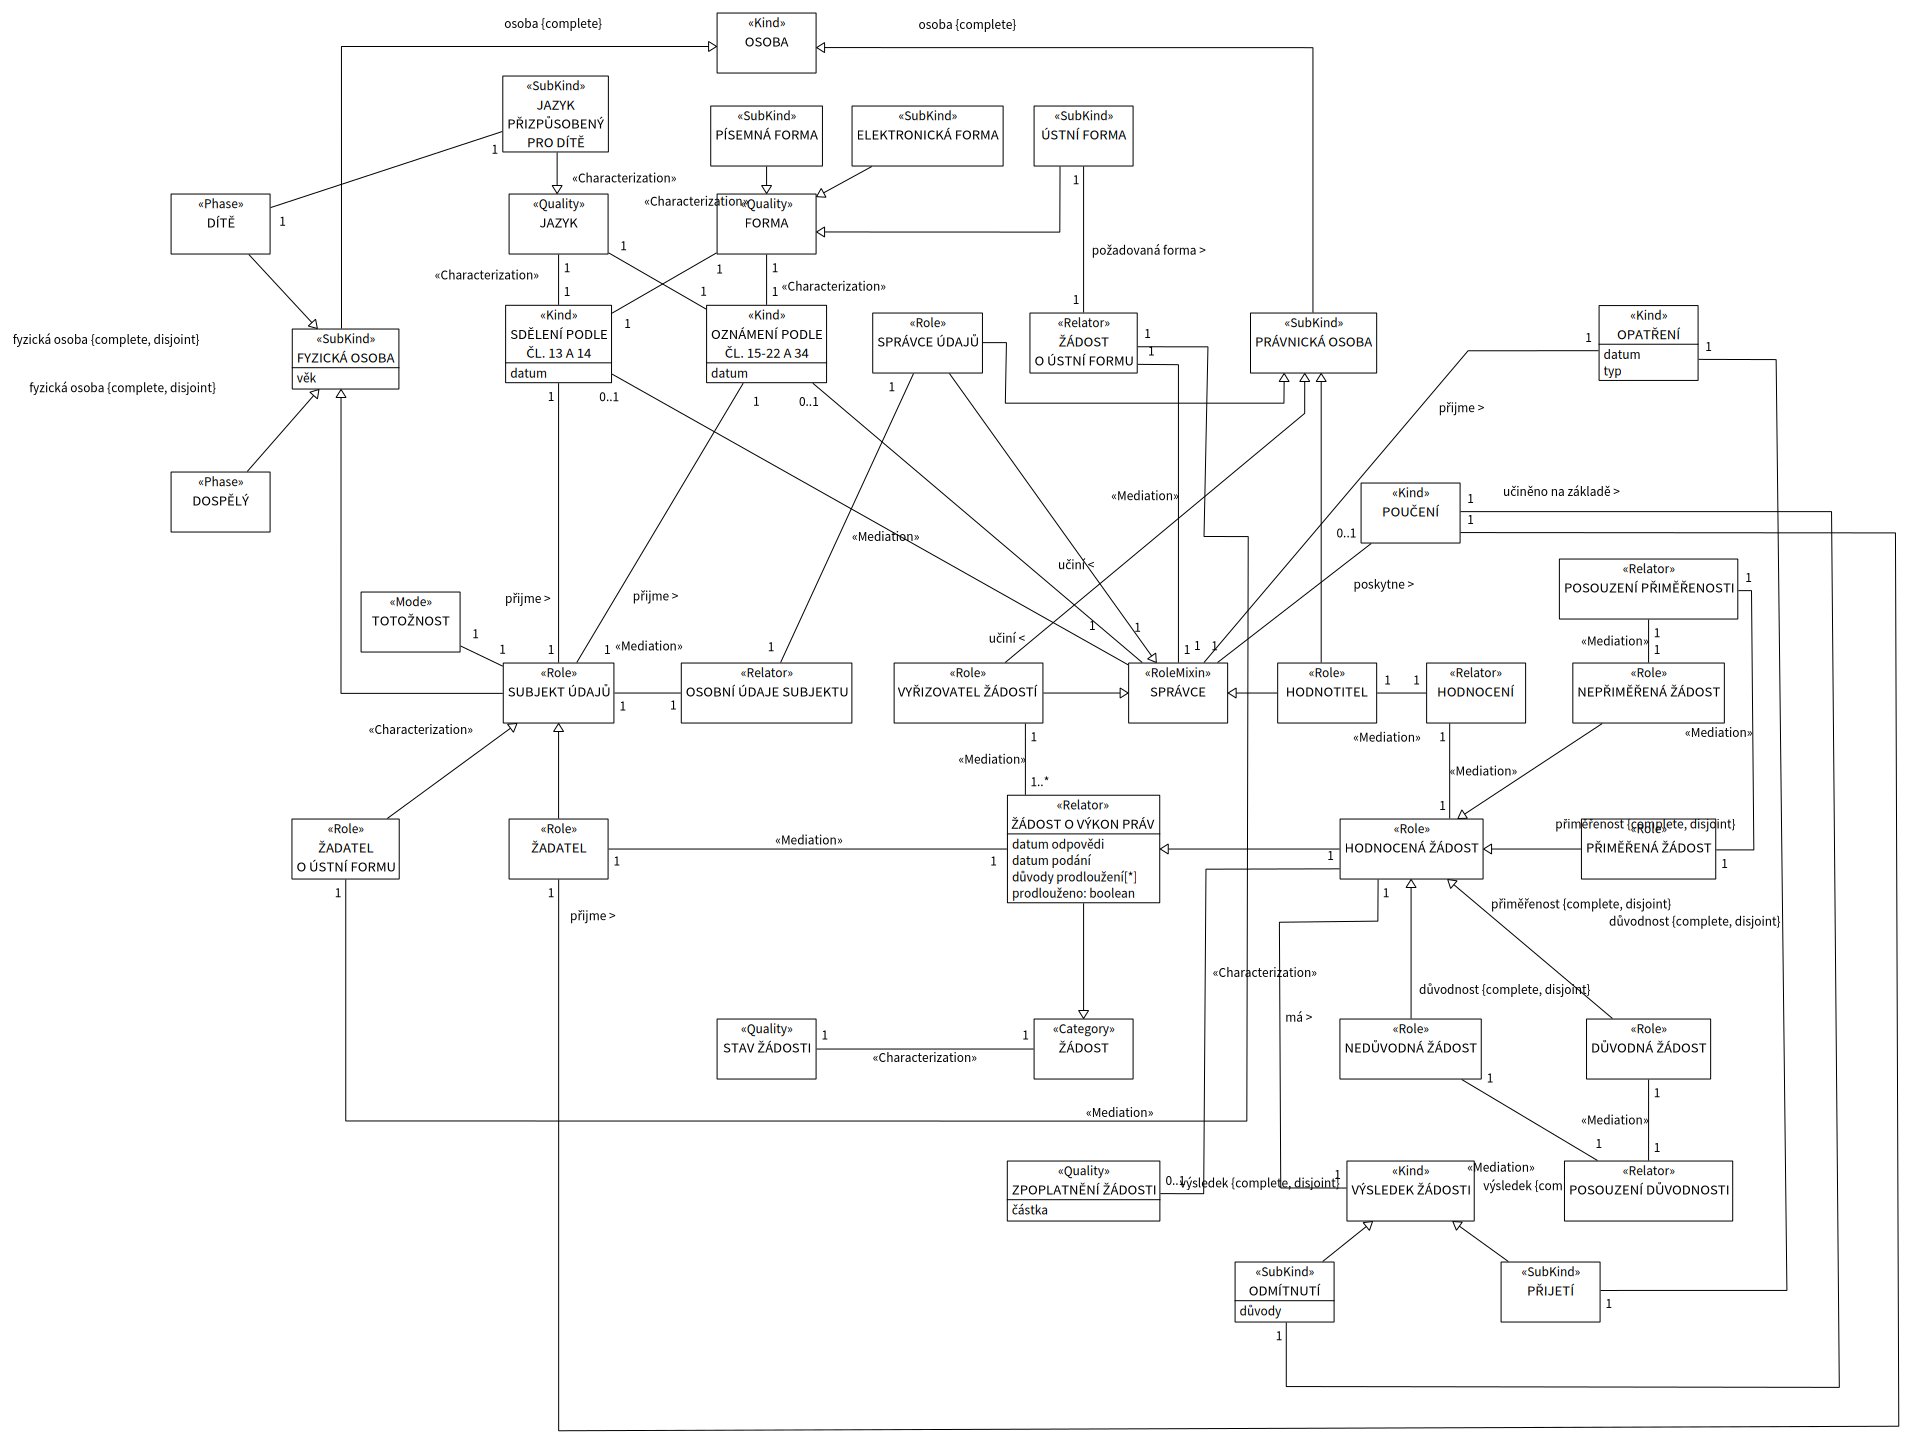 osoba {complete}
«Kind»
OSOBA
osoba {complete}
«SubKind»
JAZYK
PŘIZPŮSOBENÝ
PRO DÍTĚ
1
«SubKind»
PÍSEMNÁ FORMA
«SubKind»
ELEKTRONICKÁ FORMA
«SubKind»
ÚSTNÍ FORMA
1
«Characterization»
«Characterization»
«Phase»
DÍTĚ
1
«Quality»
JAZYK
1
1
«Quality»
FORMA
1
1
požadovaná forma >
«Characterization»
1
1
1
1
«Characterization»
1
fyzická osoba {complete, disjoint}
«SubKind»
FYZICKÁ OSOBA
věk
fyzická osoba {complete, disjoint}
«Kind»
SDĚLENÍ PODLE
ČL. 13 A 14
datum
1
0..1
«Kind»
OZNÁMENÍ PODLE
ČL. 15-22 A 34
datum
1
0..1
«Role»
SPRÁVCE ÚDAJŮ
1
«Relator»
ŽÁDOST
O ÚSTNÍ FORMU
1
1
«SubKind»
PRÁVNICKÁ OSOBA
«Kind»
OPATŘENÍ
datum
typ
1
1
přijme >
«Phase»
DOSPĚLÝ
«Mediation»
«Kind»
POUČENÍ
1
1
0..1
učiněno na základě >
«Mediation»
učiní <
poskytne >
«Relator»
POSOUZENÍ PŘIMĚŘENOSTI
1
1
«Mode»
TOTOŽNOST
1
přijme >
přijme >
1
1
1
«Mediation»
1
učiní <
1
1
1
1
1
«Mediation»
1
«Role»
SUBJEKT ÚDAJŮ
1
1
«Relator»
OSOBNÍ ÚDAJE SUBJEKTU
«Role»
VYŘIZOVATEL ŽÁDOSTÍ
1
«RoleMixin»
SPRÁVCE
«Role»
HODNOTITEL
1
1
«Relator»
HODNOCENÍ
1
«Role»
NEPŘIMĚŘENÁ ŽÁDOST
«Characterization»
«Mediation»
«Mediation»
«Mediation»
«Mediation»
1..*
1
«Role»
ŽADATEL
O ÚSTNÍ FORMU
1
«Role»
ŽADATEL
1
1
«Mediation»
1
«Relator»
ŽÁDOST O VÝKON PRÁV
datum odpovědi
datum podání
důvody prodloužení[*]
prodlouženo: boolean
«Role»
HODNOCENÁ ŽÁDOST
1
1
přiměřenost {complete, disjoint}
«Role»
PŘIMĚŘENÁ ŽÁDOST
1
přijme >
přiměřenost {complete, disjoint}
důvodnost {complete, disjoint}
«Characterization»
důvodnost {complete, disjoint}
má >
«Quality»
STAV ŽÁDOSTI
1
1
«Characterization»
«Category»
ŽÁDOST
«Role»
NEDŮVODNÁ ŽÁDOST
1
«Role»
DŮVODNÁ ŽÁDOST
1
«Mediation»
«Mediation»
1
1
«Quality»
ZPOPLATNĚNÍ ŽÁDOSTI
částka
0..1
výsledek {complete, disjoint}
1
«Kind»
VÝSLEDEK ŽÁDOSTI
«Mediation»
výsledek {com
«Relator»
POSOUZENÍ DŮVODNOSTI
«SubKind»
ODMÍTNUTÍ
důvody
1
«SubKind»
PŘIJETÍ
1